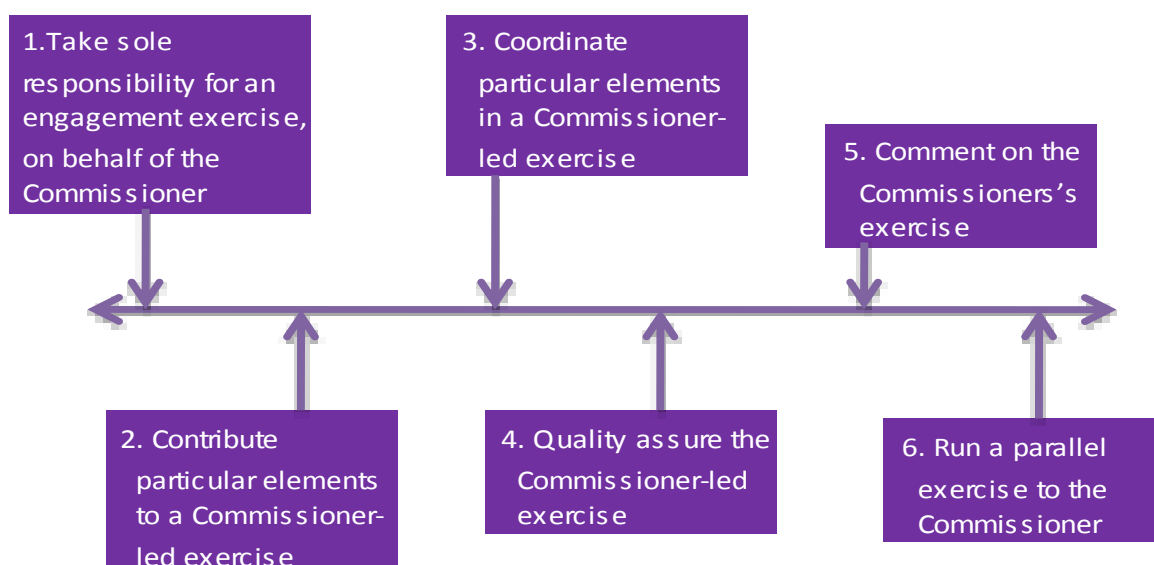 1.Take sole
responsibility for an
engagement exercise,
on behalf of the
Commissioner
2. Contribute
particular elements
to a Commissioner-
led exercise
3. Coordinate
particular elements
in a Commissioner-
led exercise
4. Quality assure the
Commissioner-led
exercise
5. Comment on the
Commissioners's
exercise
6. Run a parallel
exercise to the
Commissioner